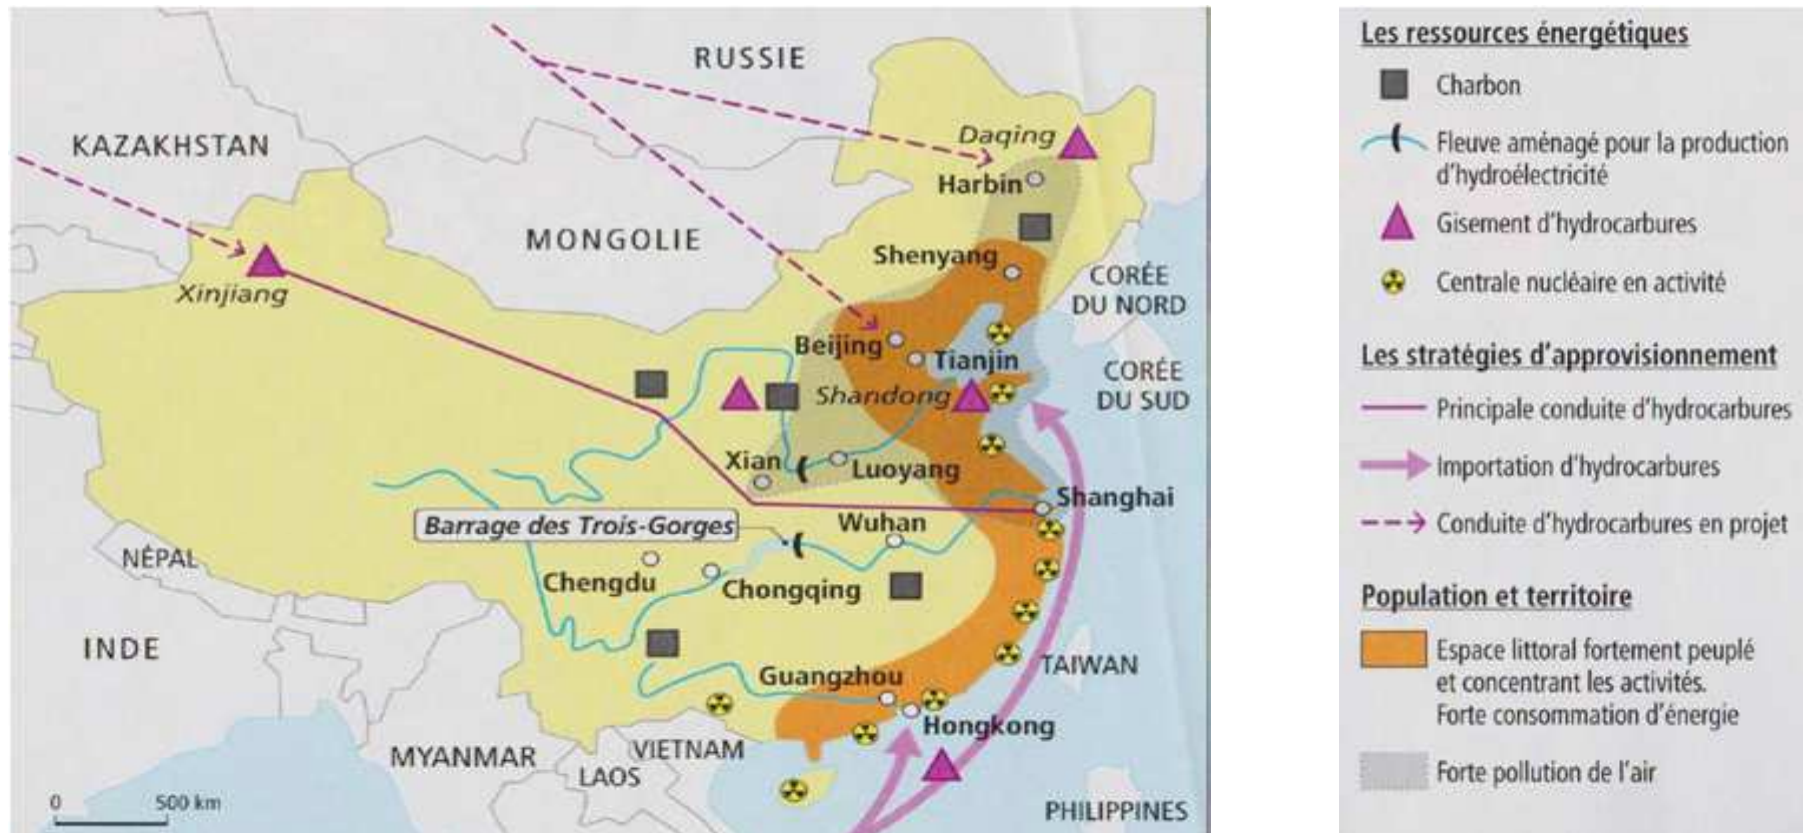 RUSSIE
KAZAKHSTAN
Daqing
Harbin
MONGOLIE
Shenyang
CORÉE
DU NORD
Xinjiang
Beijing
Tianjin
CORÉE
DU SUD
Shandong
Xian
Luoyang
Shanghai
Barrage des Trois-Gorges
Wuhan
NÉPAL
Chengdu
Chongqing
INDE
TAIWAN
Guangzhou
Hongkong
MYANMAR
VIETNAM
LAOS
0 500 km
PHILIPPINES
Les ressources énergétiques
Charbon
Fleuve aménagé pour la production
d'hydroélectricité
Gisement d'hydrocarbures
Centrale nucléaire en activité
Les stratégies d'approvisionnement
Principale conduite d'hydrocarbures
Importation d'hydrocarbures
Conduite d'hydrocarbures en projet
Population et territoire
Espace littoral fortement peuplé
et concentrant les activités.
Forte consommation d'énergie
Forte pollution de l'air